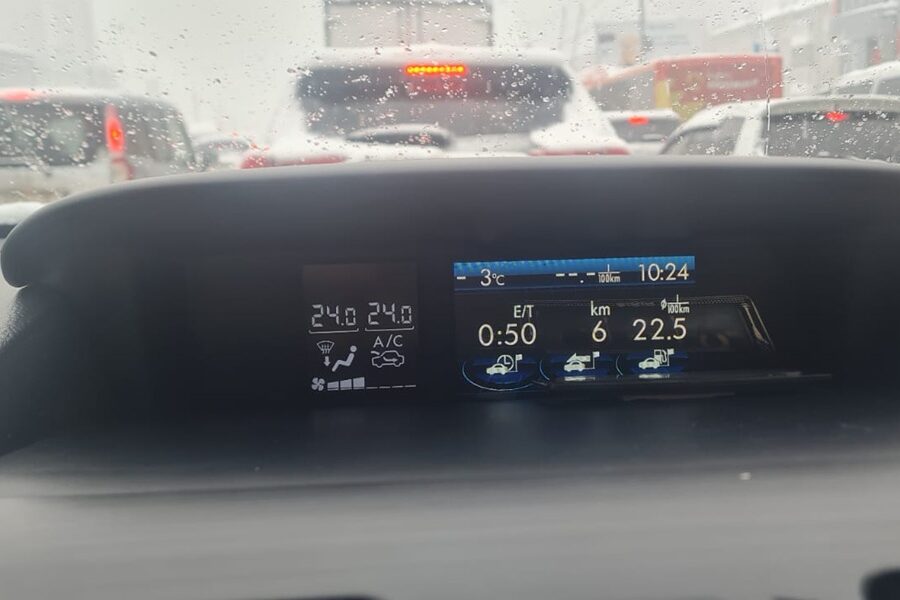 - 3°C --.- l/100km 10:24
24.0 24.0
A/C
E/T km ø l/100km
0:50 6 22.5